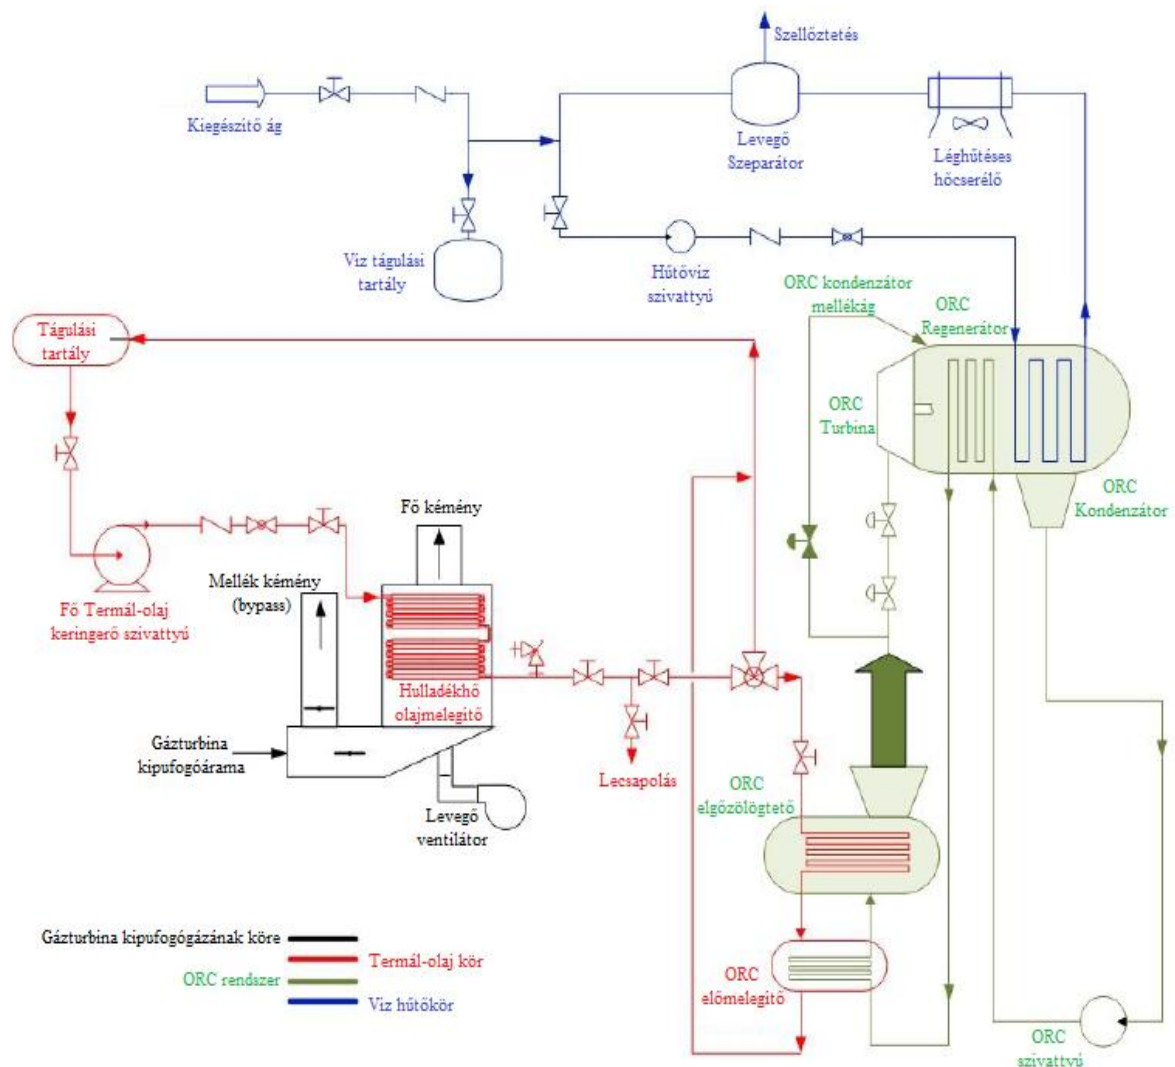 Szellőztetés
Kiegészítő ág
Levegő
Szeparátor
Léghűtéses
hőcserélő
Víz tágulási
tartály
Hűtővíz
szivattyú
ORC kondenzátor
mellékág
ORC
Regenerátor
Tágulási
tartály
ORC
Turbina
ORC
Kondenzátor
Fő kémény
Mellék kémény
(bypass)
Fő Termál-olaj
keringerő szivattyú
Hulladékhő
olajmelegítő
Gázturbina
kipufogóárama
Lecsapolás
Levegő
ventilátor
ORC
elgőzölögtető
Gázturbina kipufogógázának köre
Termál-olaj kör
ORC rendszer
Víz hűtőkör
ORC
előmelegítő
ORC
szivattyú